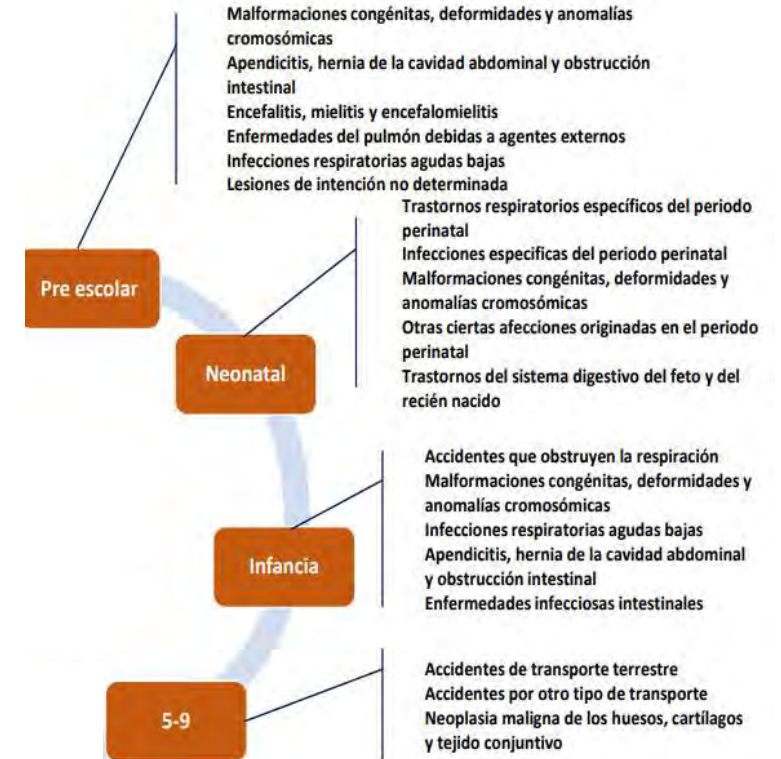 Malformaciones congénitas, deformidades y anomalías
cromosómicas
Apendicitis, hernia de la cavidad abdominal y obstrucción
intestinal
Encefalitis, mielitis y encefalomielitis
Enfermedades del pulmón debidas a agentes externos
Infecciones respiratorias agudas bajas
Lesiones de intención no determinada
Pre escolar
Trastornos respiratorios específicos del periodo
perinatal
Infecciones especificas del periodo perinatal
Malformaciones congénitas, deformidades y
anomalías cromosómicas
Otras ciertas afecciones originadas en el periodo
perinatal
Trastornos del sistema digestivo del feto y del
recién nacido
Neonatal
Accidentes que obstruyen la respiración
Malformaciones congénitas, deformidades y
anomalías cromosómicas
Infecciones respiratorias agudas bajas
Apendicitis, hernia de la cavidad abdominal
y obstrucción intestinal
Enfermedades infecciosas intestinales
Infancia
Accidentes de transporte terrestre
Accidentes por otro tipo de transporte
Neoplasia maligna de los huesos, cartílagos
y tejido conjuntivo
5-9